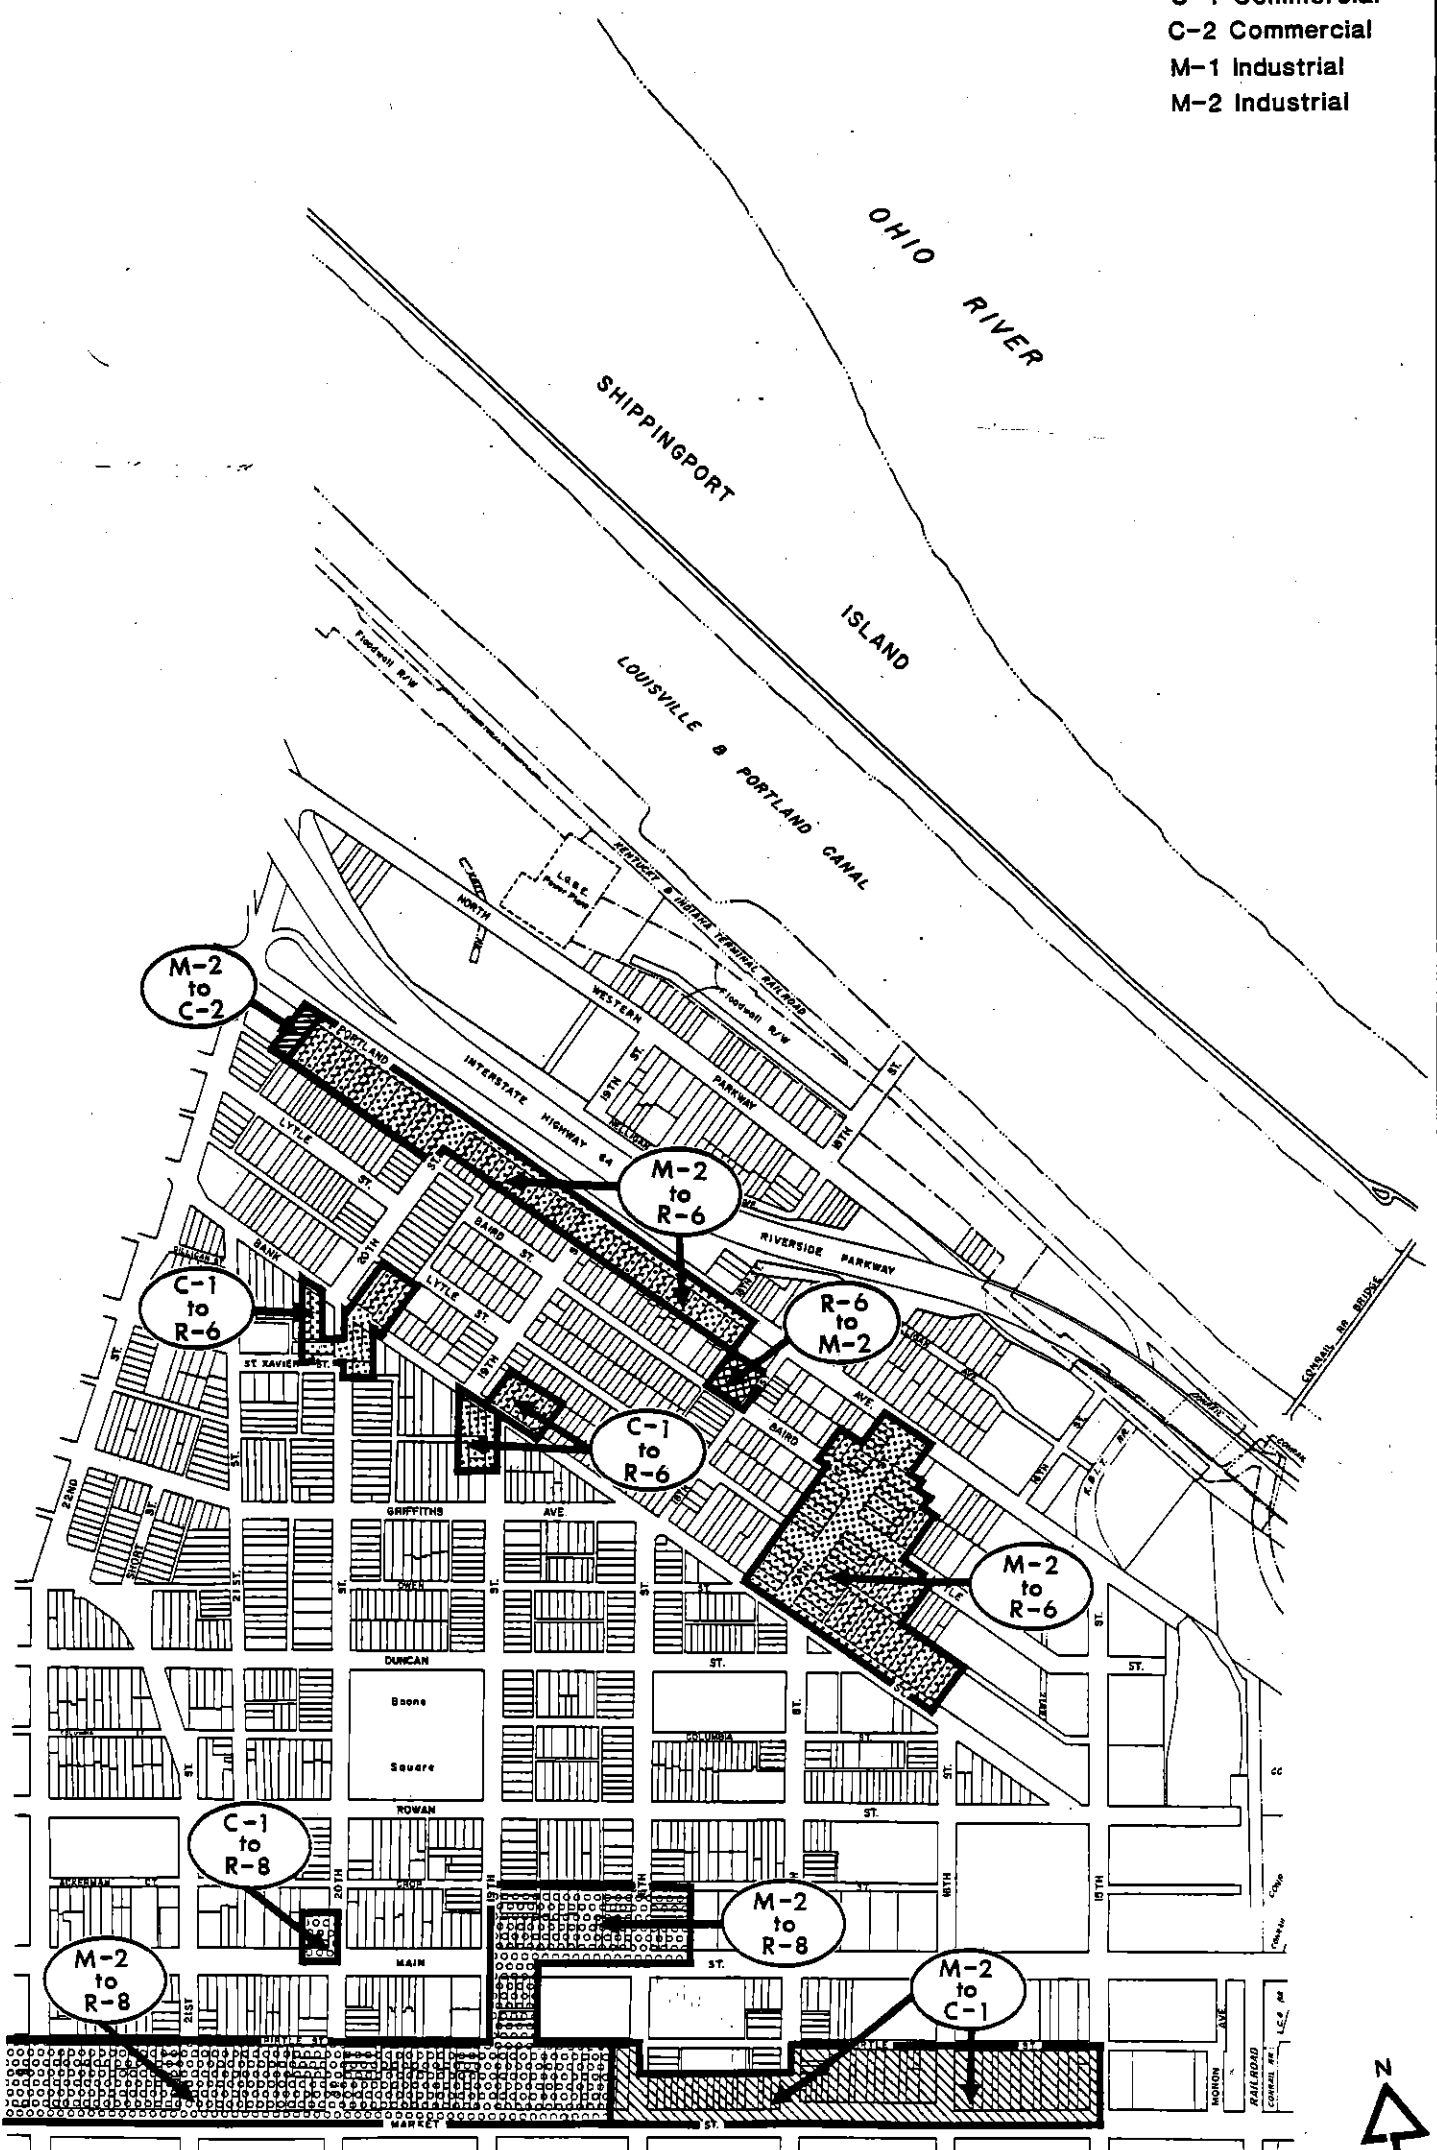 C-2 Commercial
M-1 Industrial
M-2 Industrial
OHIO
RIVER
SHIPPINGPORT
ISLAND
LOUISVILLE & PORTLAND CANAL
Floodwall R/W
KENTUCKY & INDIANA TERMINAL RAILROAD
L.G.& E.
Power Plant
NORTH
WESTERN
PARKWAY
Floodwall R/W
M-2
to
C-2
PORTLAND
INTERSTATE HIGHWAY 64
19TH ST.
18TH ST.
M-2
to
R-6
RIVERSIDE PARKWAY
LYTLE ST.
BANK
20TH
BAIRD ST.
LYTLE ST.
C-1
to
R-6
R-6
to
M-2
CONRAIL RR BRIDGE
ST. XAVIER ST.
19TH
18TH
AVE.
BAIRD
C-1
to
R-6
22ND
SHORT ST.
GRIFFITHS AVE.
M-2
to
R-6
OWEN ST.
DUNCAN ST.
Boone
Square
COLUMBIA ST.
ROWAN ST.
C-1
to
R-8
ACKERMAN CT.
20TH
CROP ST.
19TH
16TH
15TH
M-2
to
R-8
MAIN ST.
M-2
to
R-8
21ST
M-2
to
C-1
PIRTLE ST.
MONON AVE.
RAILROAD
MARKET ST.
N